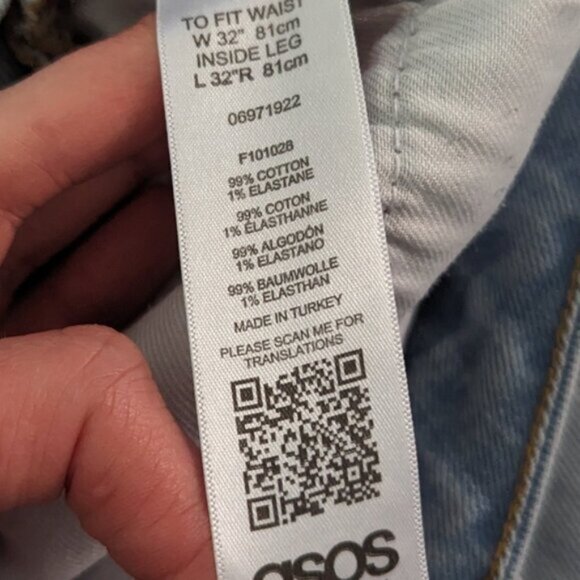 TO FIT WAIST
W 32" 81cm
INSIDE LEG
L 32"R 81cm
06971922
F101028
99% COTTON
1% ELASTANE
99% COTON
1% ÉLASTHANNE
99% ALGODÓN
1% ELASTANO
99% BAUMWOLLE
1% ELASTHAN
MADE IN TURKEY
PLEASE SCAN ME FOR
TRANSLATIONS
asos